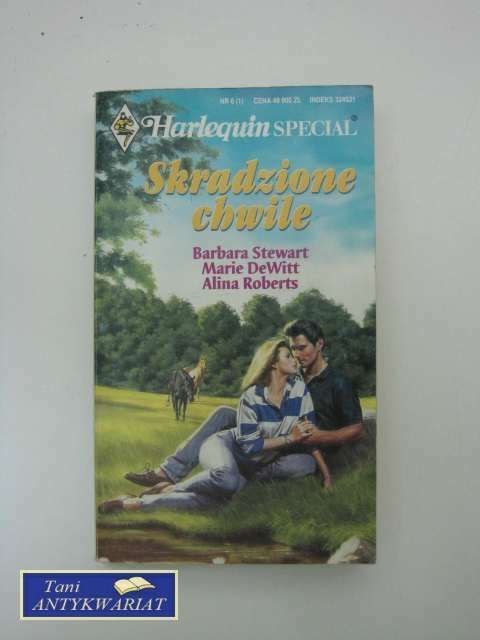 NR 6 (1) CENA 49 900 ZŁ INDEKS 324531
Harlequin SPECIAL®
Skradzione
chwile
Barbara Stewart
Marie DeWitt
Alina Roberts
Tani
ANTYKWARIAT